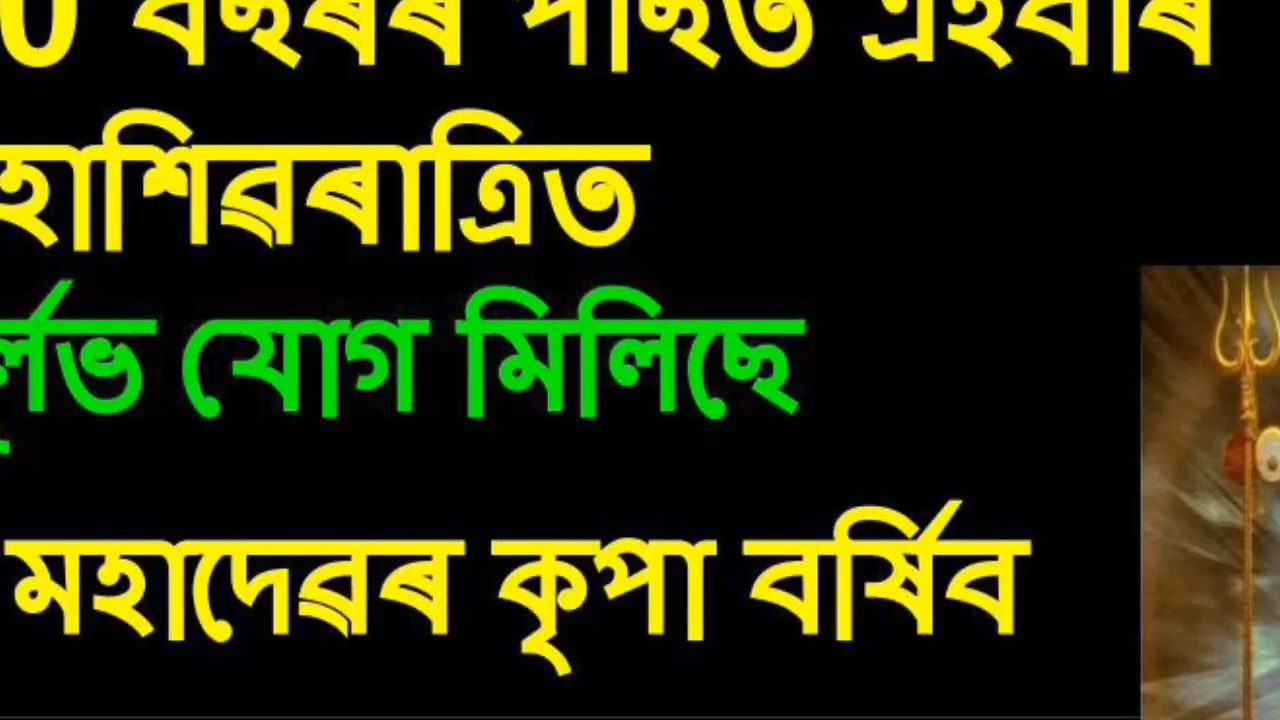 0 বছৰৰ পাছত এইবাৰ
হাশিৱৰাত্ৰিত
ৰ্লভ যোগ মিলিছে
মহাদেৱৰ কৃপা বৰ্ষিব